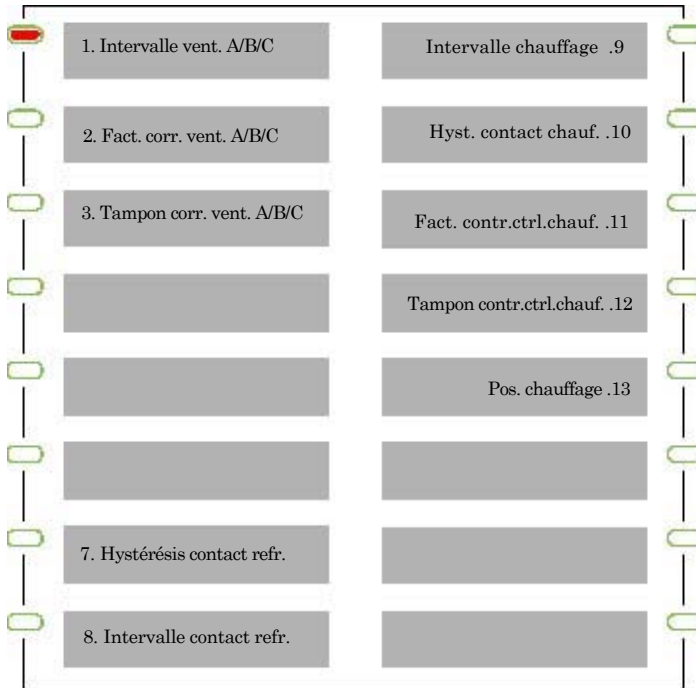 1. Intervalle vent. A/B/C
2. Fact. corr. vent. A/B/C
3. Tampon corr. vent. A/B/C
7. Hystérésis contact refr.
8. Intervalle contact refr.
Intervalle chauffage .9
Hyst. contact chauf. .10
Fact. contr.ctrl.chauf. .11
Tampon contr.ctrl.chauf. .12
Pos. chauffage .13